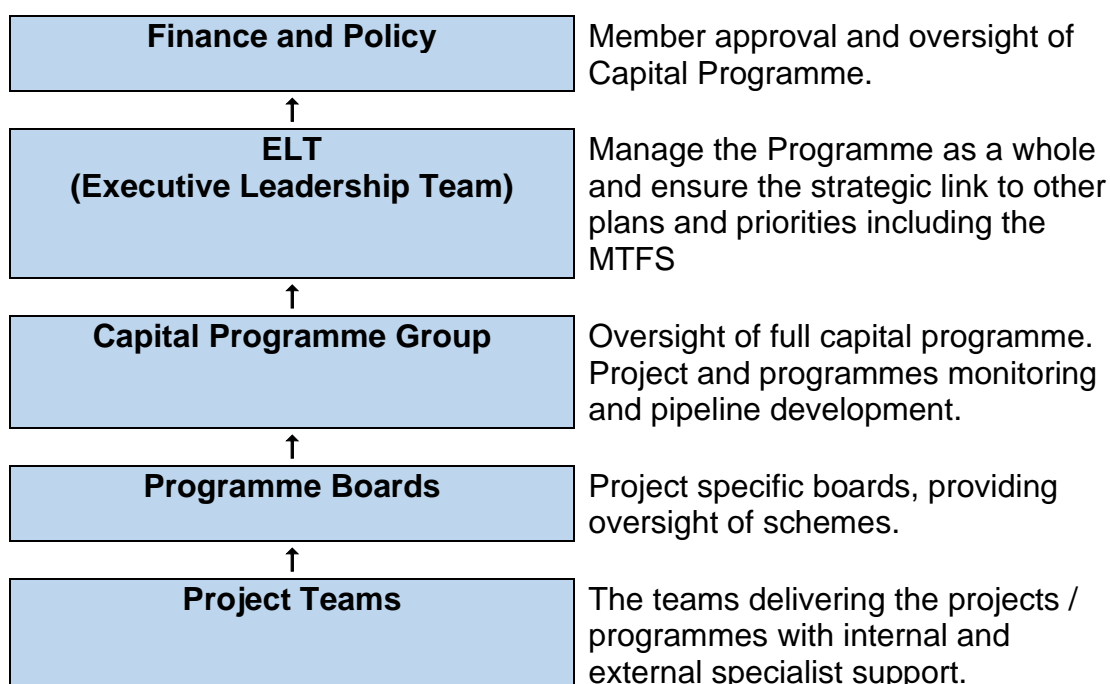 Finance and Policy
Member approval and oversight of
Capital Programme.
↑
ELT
(Executive Leadership Team)
Manage the Programme as a whole
and ensure the strategic link to other
plans and priorities including the
MTFS
↑
Capital Programme Group
Oversight of full capital programme.
Project and programmes monitoring
and pipeline development.
↑
Programme Boards
Project specific boards, providing
oversight of schemes.
↑
Project Teams
The teams delivering the projects /
programmes with internal and
external specialist support.